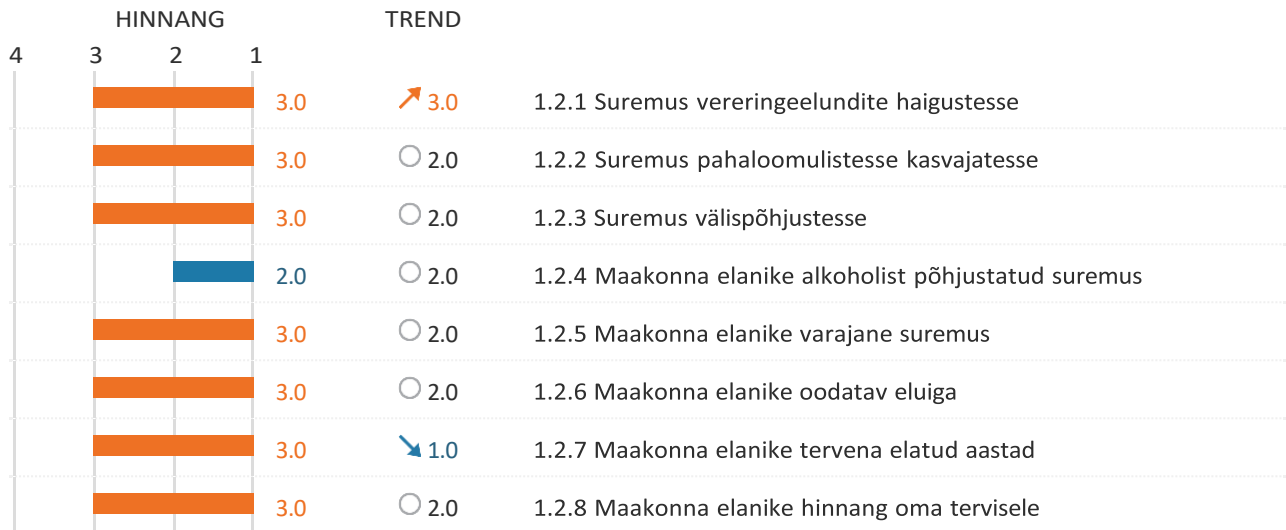 HINNANG TREND
4 3 2 1
3.0 3.0 1.2.1 Suremus vereringeelundite haigustesse
3.0 2.0 1.2.2 Suremus pahaloomulistesse kasvajatesse
3.0 2.0 1.2.3 Suremus välispõhjustesse
2.0 2.0 1.2.4 Maakonna elanike alkoholist põhjustatud suremus
3.0 2.0 1.2.5 Maakonna elanike varajane suremus
3.0 2.0 1.2.6 Maakonna elanike oodatav eluiga
3.0 1.0 1.2.7 Maakonna elanike tervena elatud aastad
3.0 2.0 1.2.8 Maakonna elanike hinnang oma tervisele